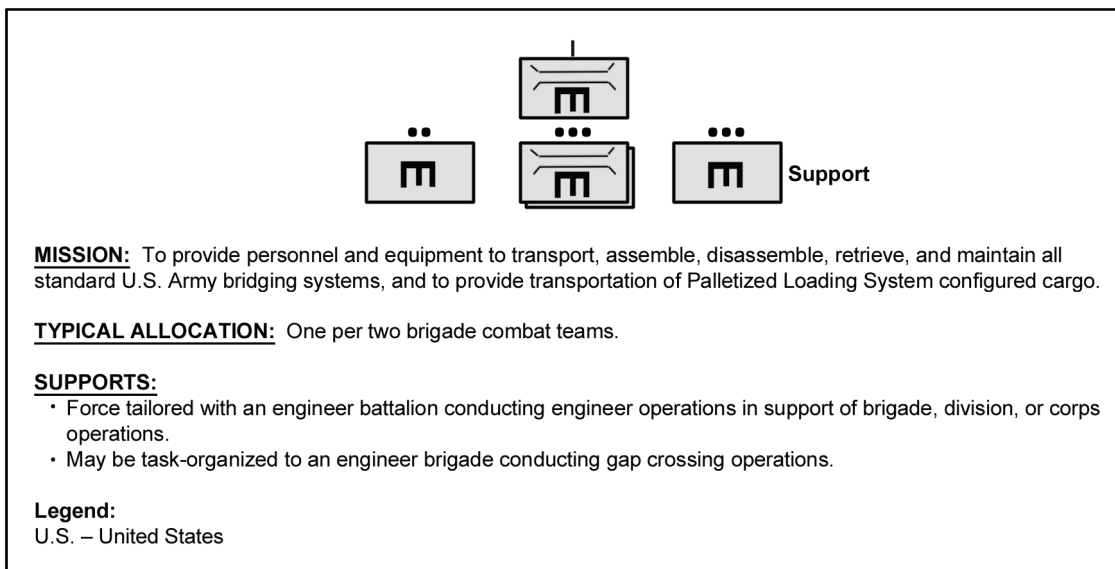 Support
MISSION: To provide personnel and equipment to transport, assemble, disassemble, retrieve, and maintain all
standard U.S. Army bridging systems, and to provide transportation of Palletized Loading System configured cargo.
TYPICAL ALLOCATION: One per two brigade combat teams.
SUPPORTS:
• Force tailored with an engineer battalion conducting engineer operations in support of brigade, division, or corps
operations.
• May be task-organized to an engineer brigade conducting gap crossing operations.
Legend:
U.S. – United States